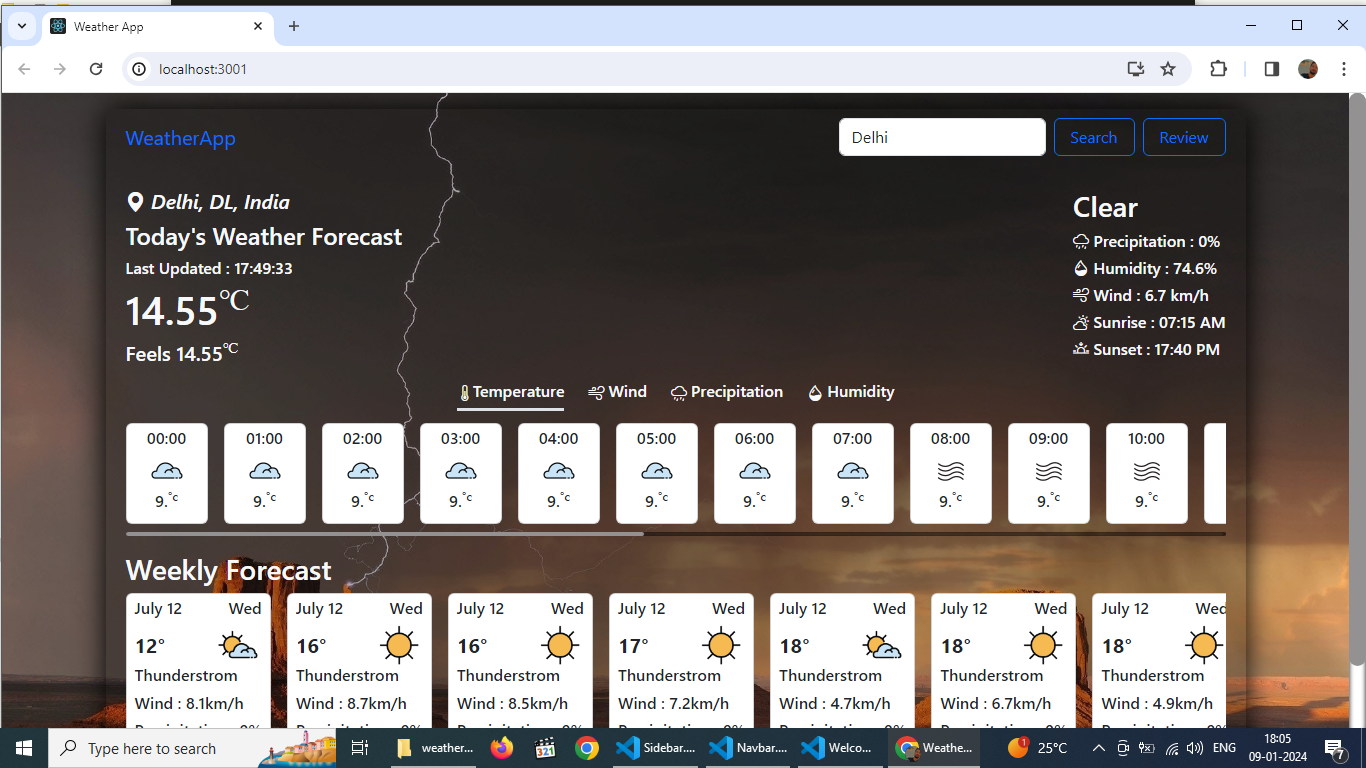 Weather App
localhost:3001
WeatherApp
Delhi
Search
Review
Delhi, DL, India
Today's Weather Forecast
Last Updated : 17:49:33
14.55°C
Feels 14.55°C
Clear
Precipitation : 0%
Humidity : 74.6%
Wind : 6.7 km/h
Sunrise : 07:15 AM
Sunset : 17:40 PM
Temperature Wind Precipitation Humidity
00:00 01:00 02:00 03:00 04:00 05:00 06:00 07:00 08:00 09:00 10:00
9.°c 9.°c 9.°c 9.°c 9.°c 9.°c 9.°c 9.°c 9.°c 9.°c 9.°c
Weekly Forecast
July 12 Wed July 12 Wed July 12 Wed July 12 Wed July 12 Wed July 12 Wed July 12 Wed
12° 16° 16° 17° 18° 18° 18°
Thunderstrom Thunderstrom Thunderstrom Thunderstrom Thunderstrom Thunderstrom Thunderstrom
Wind : 8.1km/h Wind : 8.7km/h Wind : 8.5km/h Wind : 7.2km/h Wind : 4.7km/h Wind : 6.7km/h Wind : 4.9km/h
Type here to search
weather...
321
Sidebar....
Navbar....
Welco...
Weathe...
1
25°C
ENG
18:05
09-01-2024
7